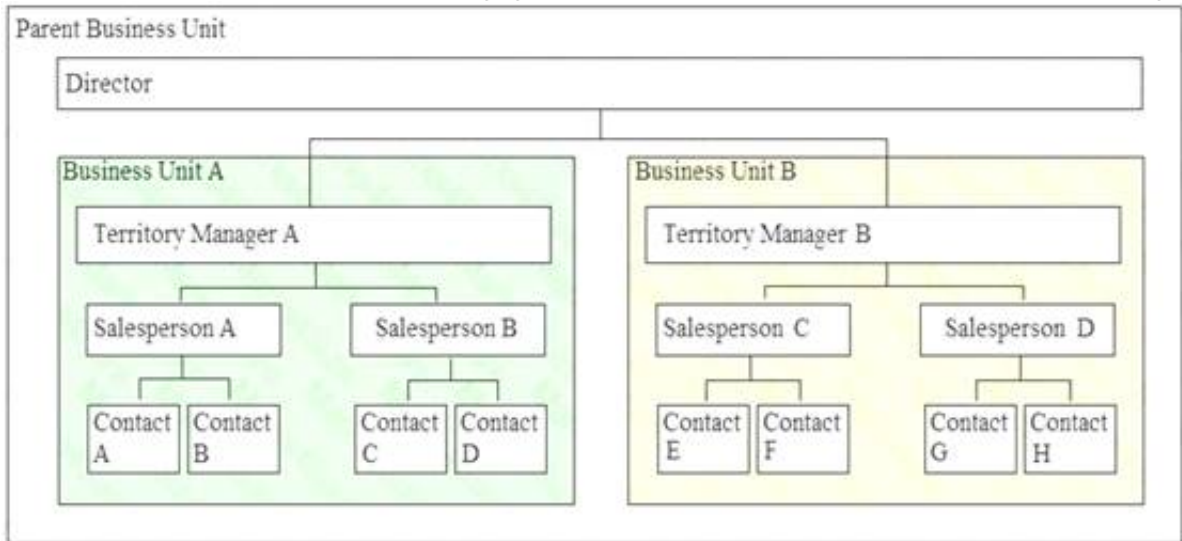 Parent Business Unit
Director
Business Unit A
Business Unit B
Territory Manager A
Territory Manager B
Salesperson A
Salesperson B
Salesperson C
Salesperson D
Contact
A
Contact
B
Contact
C
Contact
D
Contact
E
Contact
F
Contact
G
Contact
H